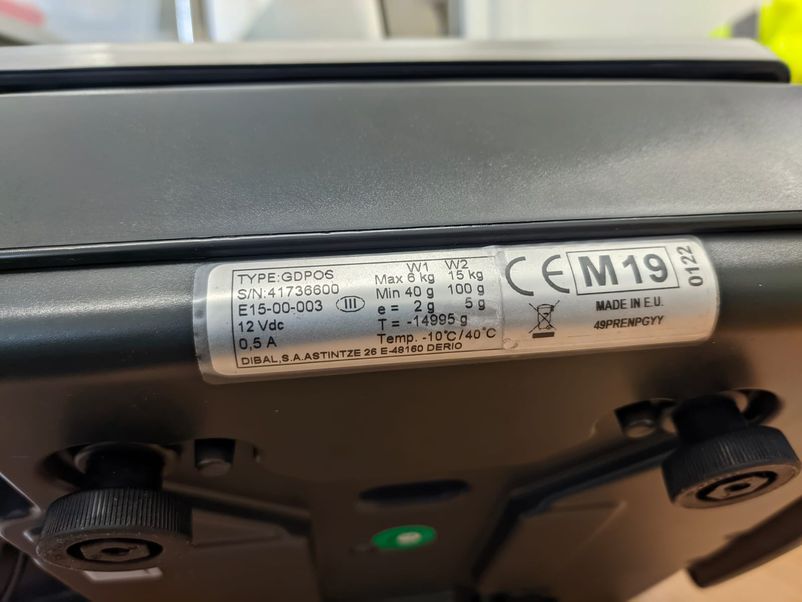 TYPE:GDPOS
S/N:41736600
E15-00-003 III
12 Vdc
0,5 A
W1 W2
Max 6 kg 15 kg
Min 40 g 100 g
e = 2 g 5 g
T = -14995 g
Temp. -10°C/40°C
DIBAL,S.A.ASTINTZE 26 E-48160 DERIO
CE M19 0122
MADE IN E.U.
49PRENPGYY